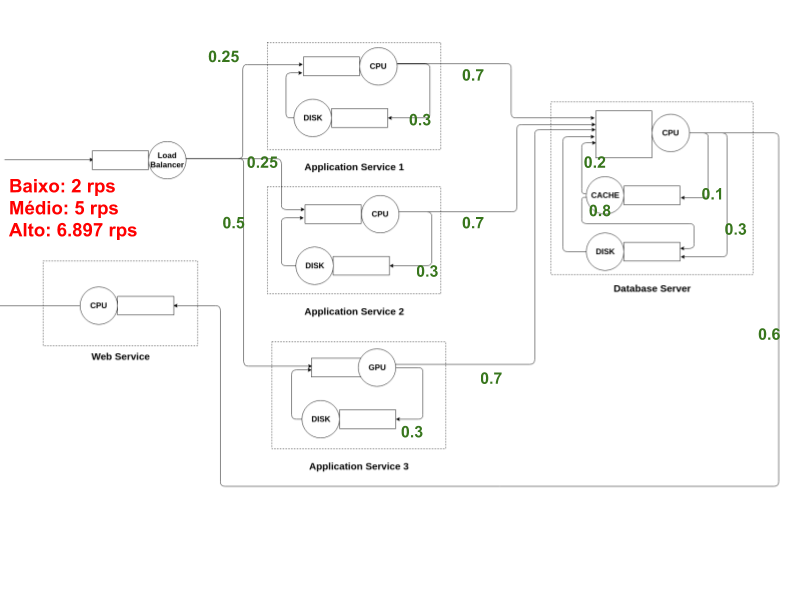 0.25
CPU
0.7
DISK
0.3
Application Service 1
Load
Balancer
0.25
Baixo: 2 rps
Médio: 5 rps
Alto: 6.897 rps
CPU
0.7
0.5
DISK
0.3
Application Service 2
CPU
0.2
CACHE
0.1
0.8
0.3
DISK
Database Server
CPU
Web Service
0.6
GPU
0.7
DISK
0.3
Application Service 3